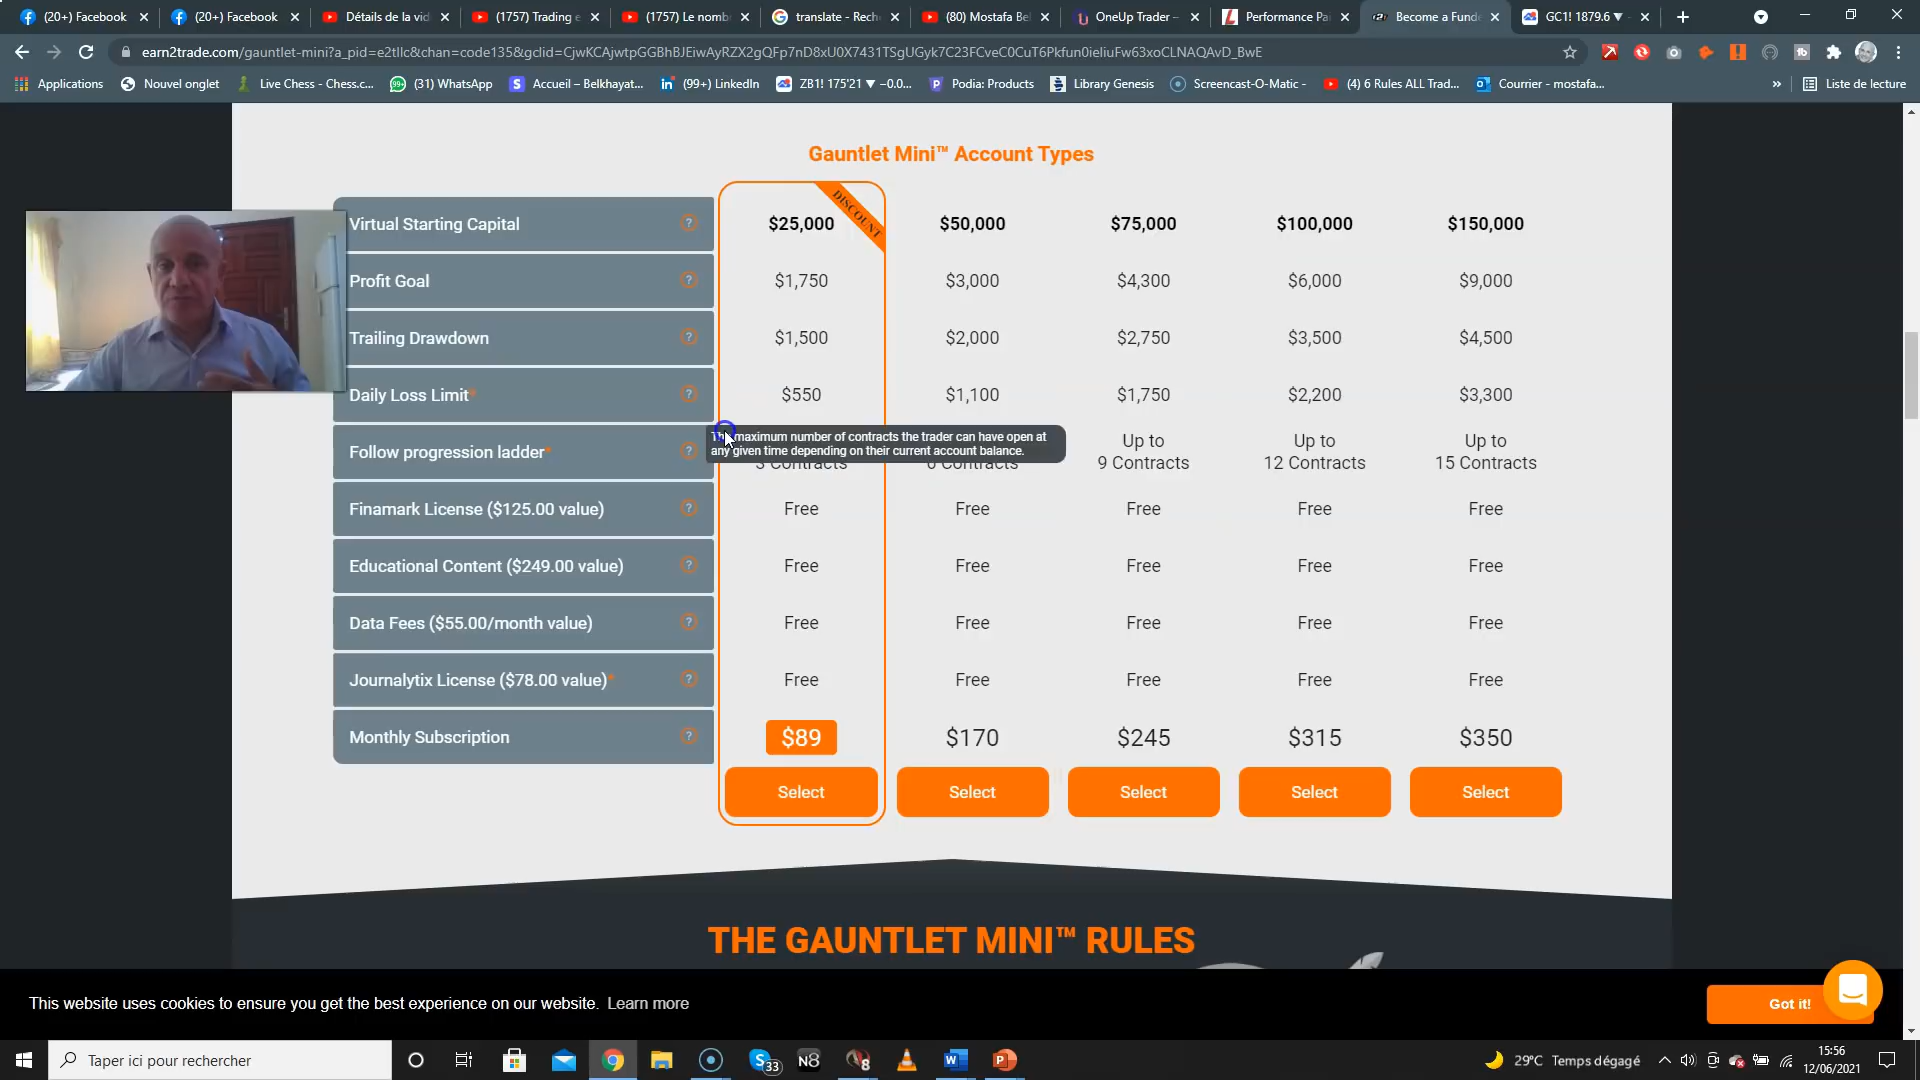 (20+) Facebook
(20+) Facebook
Détails de la vid
(1757) Trading e
(1757) Le nomb
translate - Rech
(80) Mostafa Be
OneUp Trader –
Performance Pa
Become a Funde
GC1! 1879.6 ▼
earn2trade.com/gauntlet-mini?a_pid=e2tllc&chan=code135&gclid=CjwKCAjwtpGGBhBJEiwAyRZX2gQFp7nD8xU0X7431TSgUGyk7C23FCveC0CuT6Pkfun0ieliuFw63xoCLNAQAvD_BwE
Applications
Nouvel onglet
Live Chess - Chess.c...
(31) WhatsApp
Accueil – Belkhayat...
(99+) LinkedIn
ZB1! 175'21 ▼ −0.0...
Podia: Products
Library Genesis
Screencast-O-Matic -
(4) 6 Rules ALL Trad...
Courrier - mostafa...
»
Liste de lecture
Gauntlet Mini™ Account Types
DISCOUNT
Virtual Starting Capital ? $25,000 $50,000 $75,000 $100,000 $150,000
Profit Goal ? $1,750 $3,000 $4,300 $6,000 $9,000
Trailing Drawdown ? $1,500 $2,000 $2,750 $3,500 $4,500
Daily Loss Limit* ? $550 $1,100 $1,750 $2,200 $3,300
maximum number of contracts the trader can have open at
any given time depending on their current account balance.
Follow progression ladder* ?
3 Contracts
6 Contracts
Up to
9 Contracts
Up to
12 Contracts
Up to
15 Contracts
Finamark License ($125.00 value) ? Free Free Free Free Free
Educational Content ($249.00 value) ? Free Free Free Free Free
Data Fees ($55.00/month value) ? Free Free Free Free Free
Journalytix License ($78.00 value)* ? Free Free Free Free Free
Monthly Subscription ? $89 $170 $245 $315 $350
Select Select Select Select Select
THE GAUNTLET MINI™ RULES
This website uses cookies to ensure you get the best experience on our website. Learn more
Got it!
Taper ici pour rechercher
33
N8
8
29°C Temps dégagé
15:56
12/06/2021